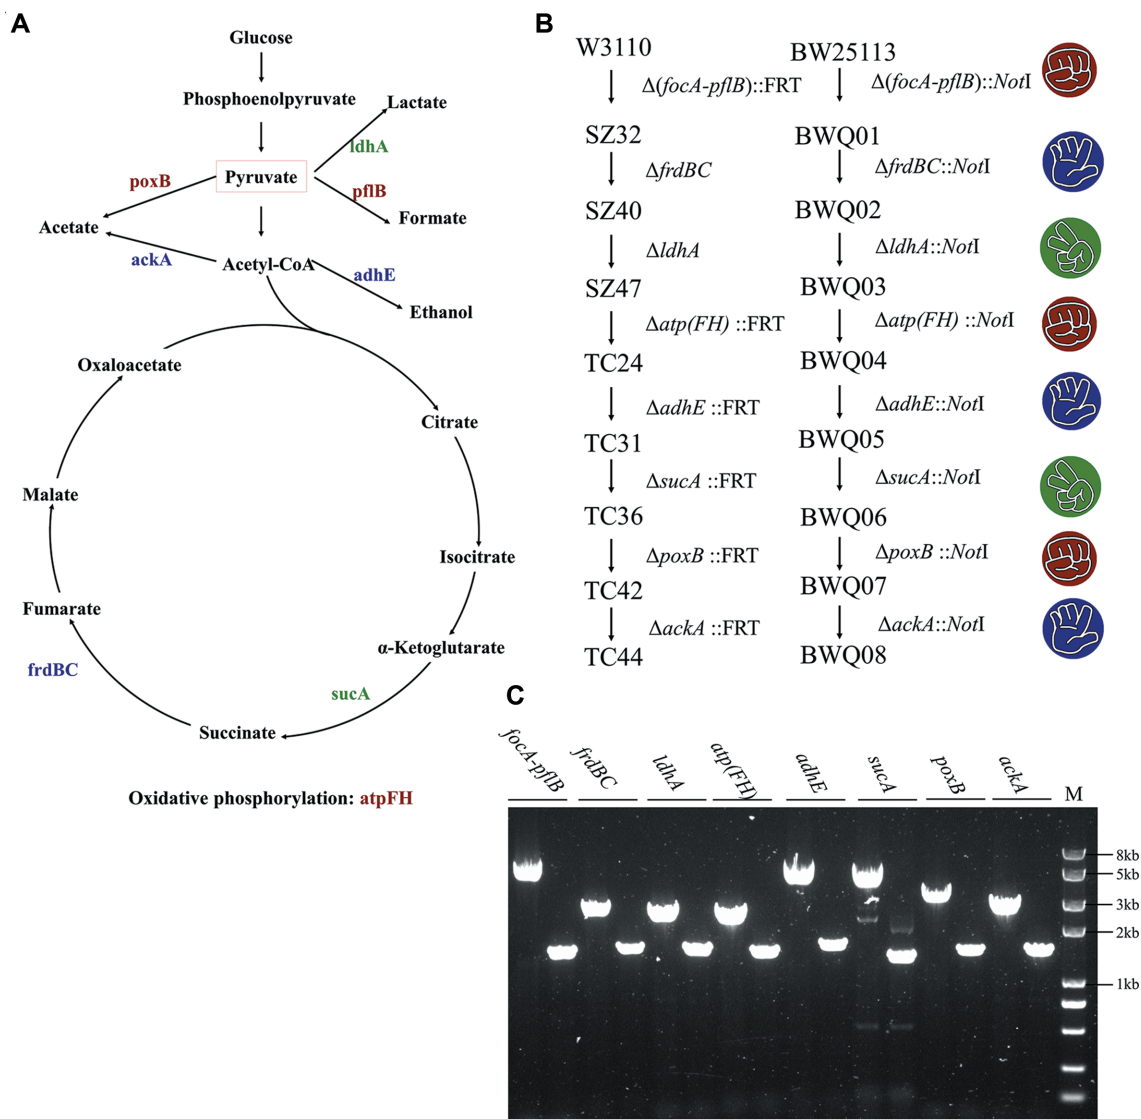 A
Glucose
Phosphoenolpyruvate
Lactate
ldhA
Pyruvate
poxB
pflB
Formate
Acetate
ackA
Acetyl-CoA
adhE
Ethanol
Oxaloacetate
Citrate
Malate
Isocitrate
Fumarate
α-Ketoglutarate
frdBC
sucA
Succinate
Oxidative phosphorylation: atpFH
B
W3110
Δ(focA-pflB)::FRT
SZ32
ΔfrdBC
SZ40
ΔldhA
SZ47
Δatp(FH) ::FRT
TC24
ΔadhE ::FRT
TC31
ΔsucA ::FRT
TC36
ΔpoxB ::FRT
TC42
ΔackA ::FRT
TC44
BW25113
Δ(focA-pflB)::NotI
BWQ01
ΔfrdBC::NotI
BWQ02
ΔldhA::NotI
BWQ03
Δatp(FH) ::NotI
BWQ04
ΔadhE::NotI
BWQ05
ΔsucA::NotI
BWQ06
ΔpoxB ::NotI
BWQ07
ΔackA::NotI
BWQ08
C
focA-pflB
frdBC
ldhA
atp(FH)
adhE
sucA
poxB
ackA
M
8kb
5kb
3kb
2kb
1kb